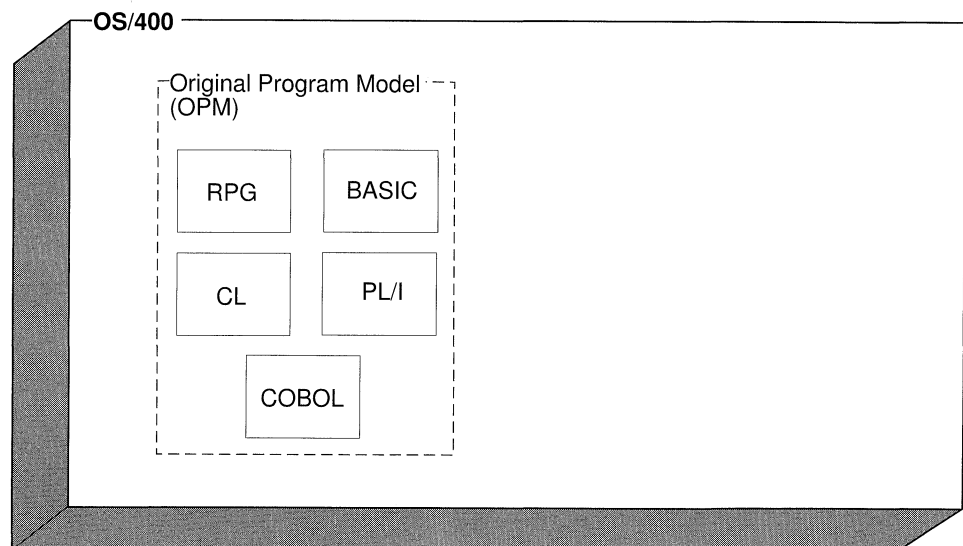 OS/400
Original Program Model
(OPM)
RPG
BASIC
CL
PL/I
COBOL